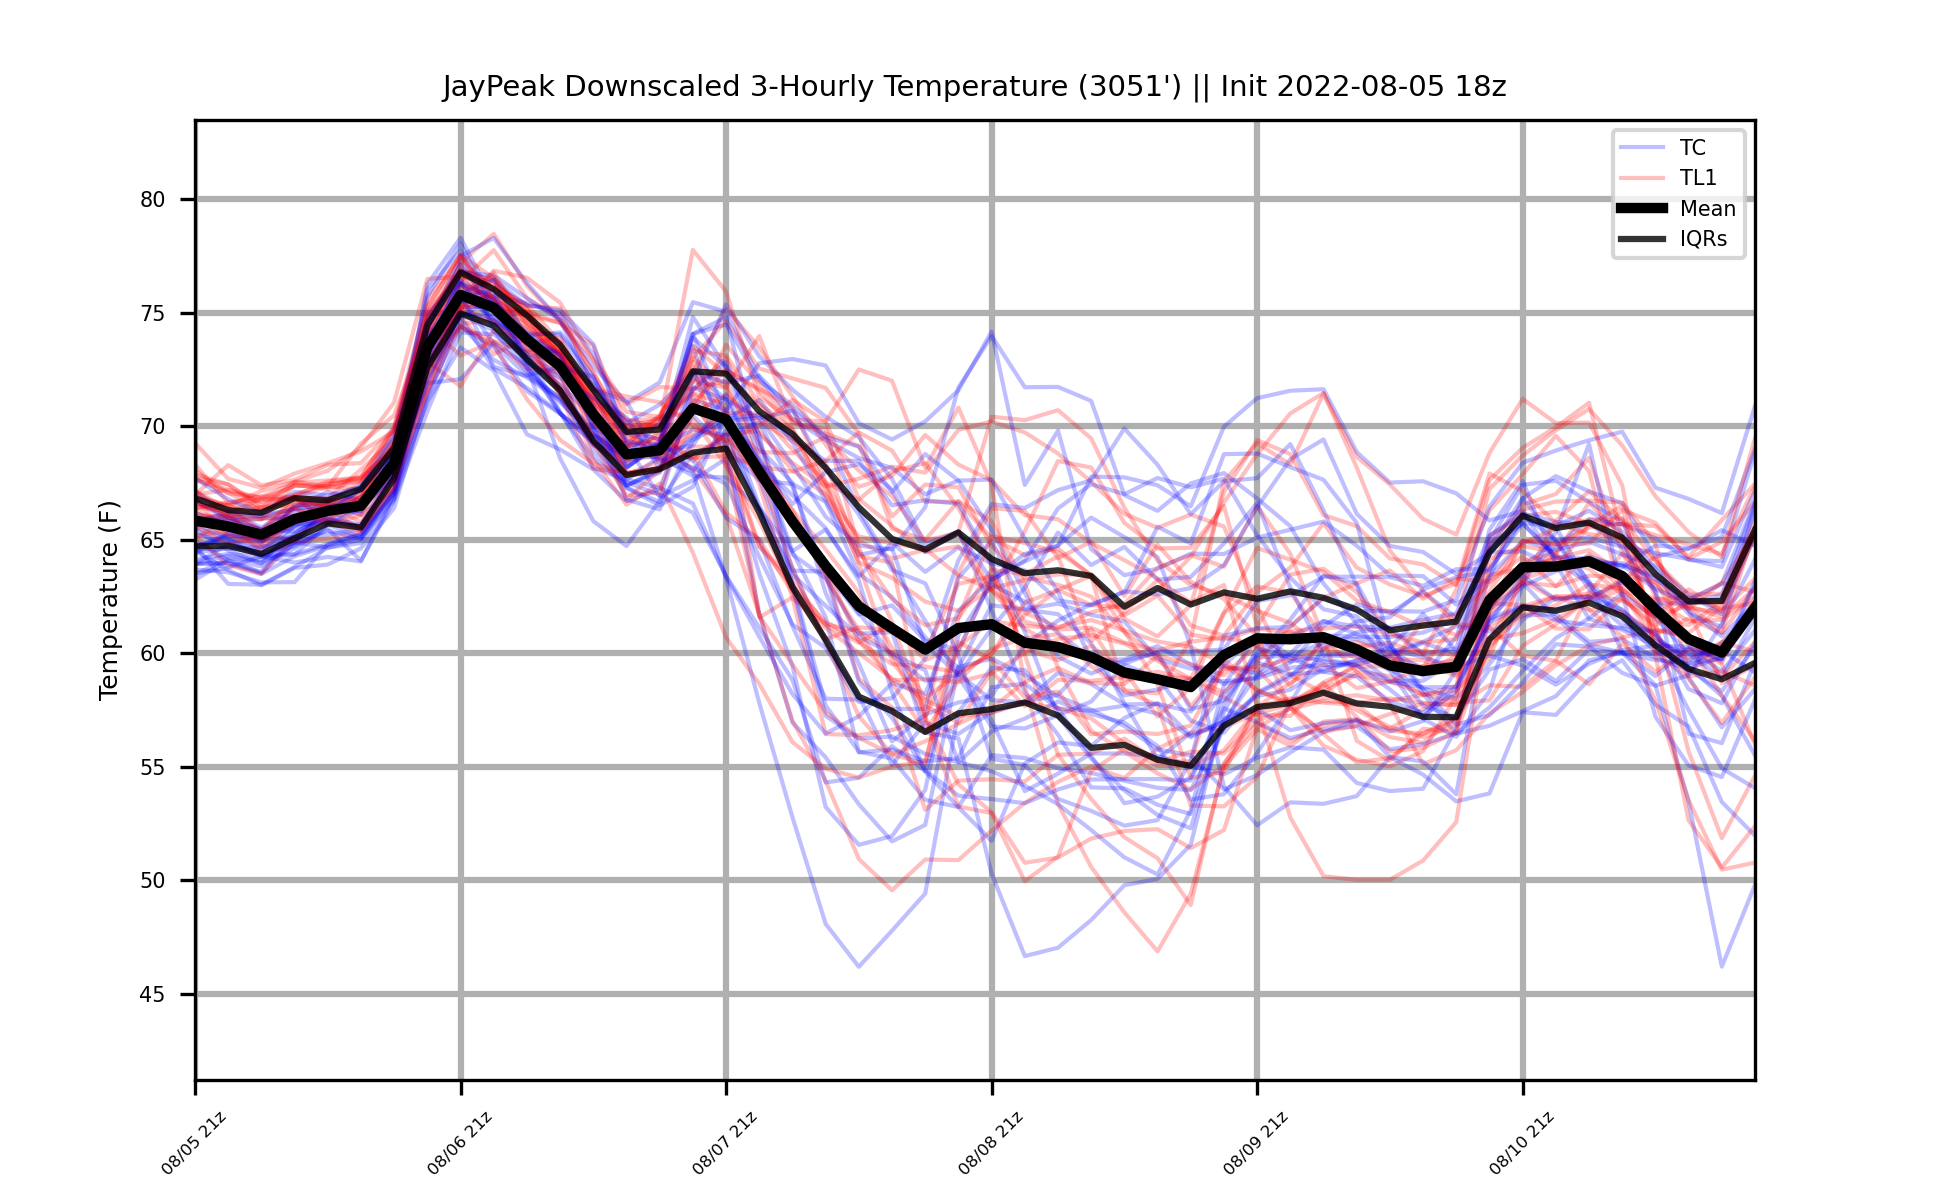 JayPeak Downscaled 3-Hourly Temperature (3051') || Init 2022-08-05 18z
TC
TL1
Mean
IQRs
Temperature (F)
80
75
70
65
60
55
50
45
08/05 21z
08/06 21z
08/07 21z
08/08 21z
08/09 21z
08/10 21z